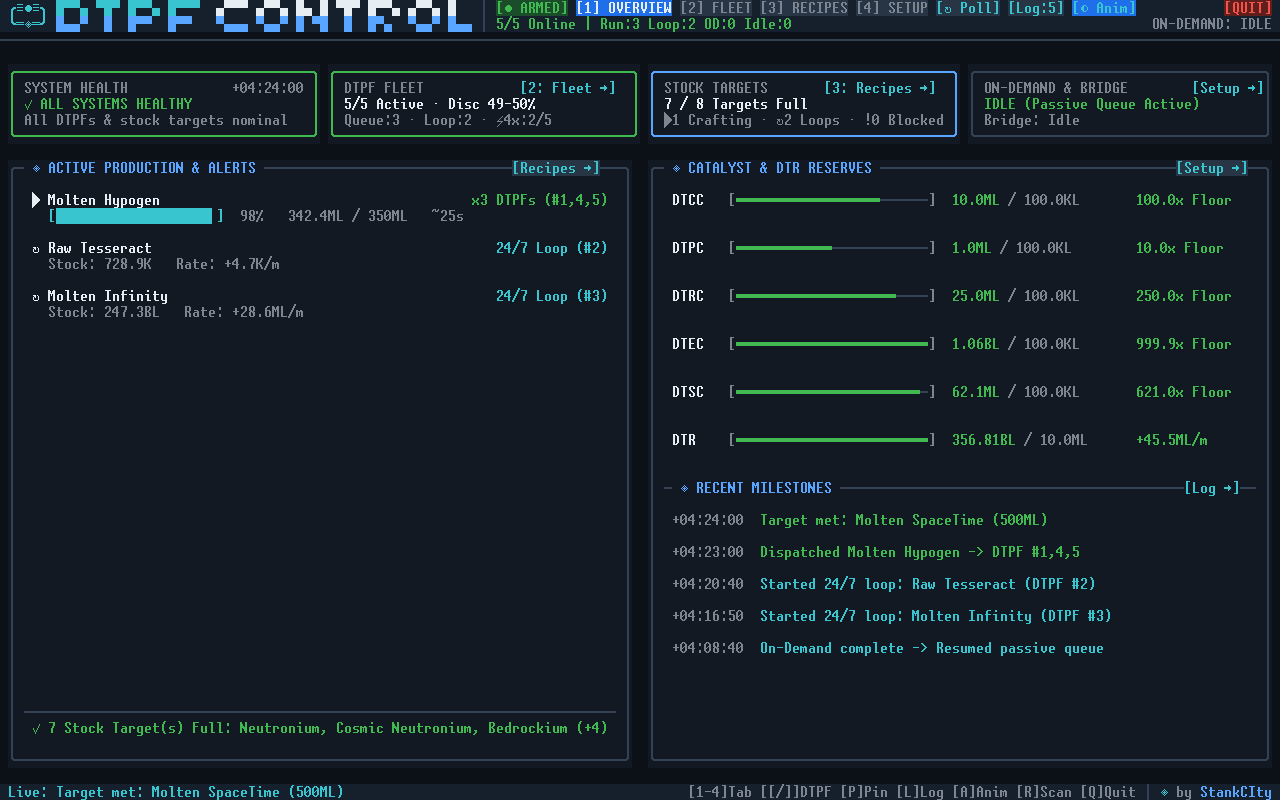 DTPF CONTROL
[● ARMED] [1] OVERVIEW [2] FLEET [3] RECIPES [4] SETUP [↻ Poll] [Log:5] [◐ Anim] [QUIT]
5/5 Online | Run:3 Loop:2 OD:0 Idle:0 ON-DEMAND: IDLE
SYSTEM HEALTH +04:24:00
✓ ALL SYSTEMS HEALTHY
All DTPFs & stock targets nominal
DTPF FLEET [2: Fleet →]
5/5 Active · Disc 49-50%
Queue:3 · Loop:2 · ⚡4x:2/5
STOCK TARGETS [3: Recipes →]
7 / 8 Targets Full
▶1 Crafting · ↻2 Loops · !0 Blocked
ON-DEMAND & BRIDGE [Setup →]
IDLE (Passive Queue Active)
Bridge: Idle
◈ ACTIVE PRODUCTION & ALERTS [Recipes →]
▶ Molten Hypogen x3 DTPFs (#1,4,5)
[ ] 98% 342.4ML / 350ML ~25s
↻ Raw Tesseract 24/7 Loop (#2)
Stock: 728.9K Rate: +4.7K/m
↻ Molten Infinity 24/7 Loop (#3)
Stock: 247.3BL Rate: +28.6ML/m
✓ 7 Stock Target(s) Full: Neutronium, Cosmic Neutronium, Bedrockium (+4)
◈ CATALYST & DTR RESERVES [Setup →]
DTCC [ ] 10.0ML / 100.0KL 100.0x Floor
DTPC [ ] 1.0ML / 100.0KL 10.0x Floor
DTRC [ ] 25.0ML / 100.0KL 250.0x Floor
DTEC [ ] 1.06BL / 100.0KL 999.9x Floor
DTSC [ ] 62.1ML / 100.0KL 621.0x Floor
DTR [ ] 356.81BL / 10.0ML +45.5ML/m
◈ RECENT MILESTONES [Log →]
+04:24:00 Target met: Molten SpaceTime (500ML)
+04:23:00 Dispatched Molten Hypogen -> DTPF #1,4,5
+04:20:40 Started 24/7 loop: Raw Tesseract (DTPF #2)
+04:16:50 Started 24/7 loop: Molten Infinity (DTPF #3)
+04:08:40 On-Demand complete -> Resumed passive queue
Live: Target met: Molten SpaceTime (500ML) [1-4]Tab [[/]]DTPF [P]Pin [L]Log [A]Anim [R]Scan [Q]Quit | ◈ by StankCIty